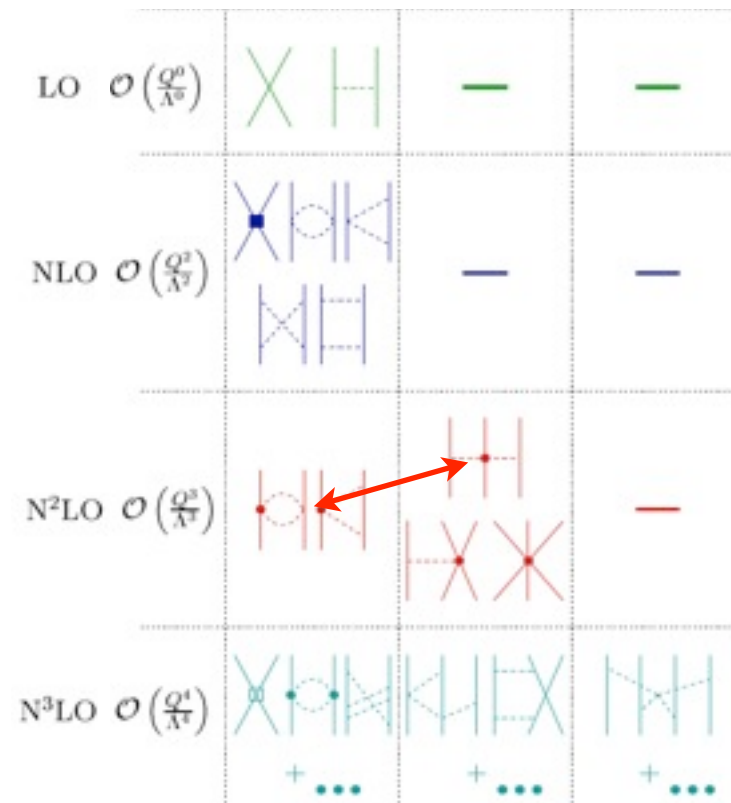 LO 𝒪(Q⁰/Λ⁰)
NLO 𝒪(Q²/Λ²)
N²LO 𝒪(Q³/Λ³)
N³LO 𝒪(Q⁴/Λ⁴)
+ ... + ... + ...